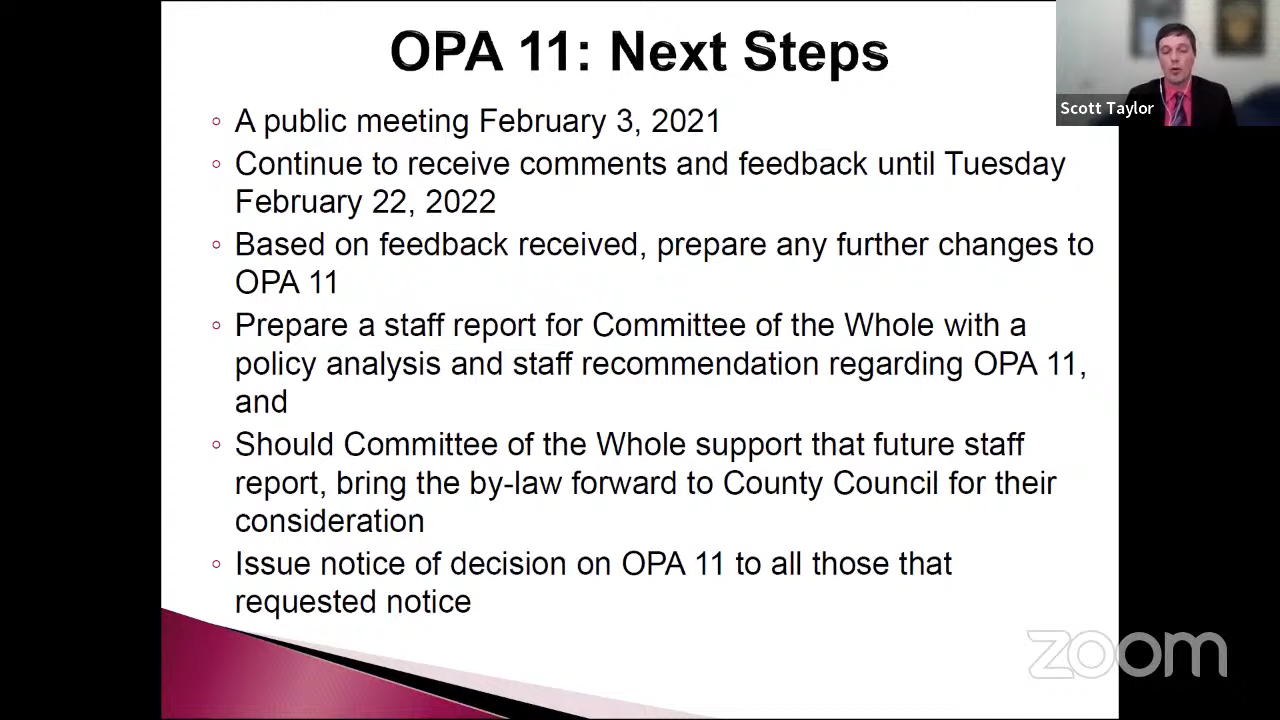 OPA 11: Next Steps
Scott Taylor
◦ A public meeting February 3, 2021
◦ Continue to receive comments and feedback until Tuesday
February 22, 2022
◦ Based on feedback received, prepare any further changes to
OPA 11
◦ Prepare a staff report for Committee of the Whole with a
policy analysis and staff recommendation regarding OPA 11,
and
◦ Should Committee of the Whole support that future staff
report, bring the by-law forward to County Council for their
consideration
◦ Issue notice of decision on OPA 11 to all those that
requested notice
zoom